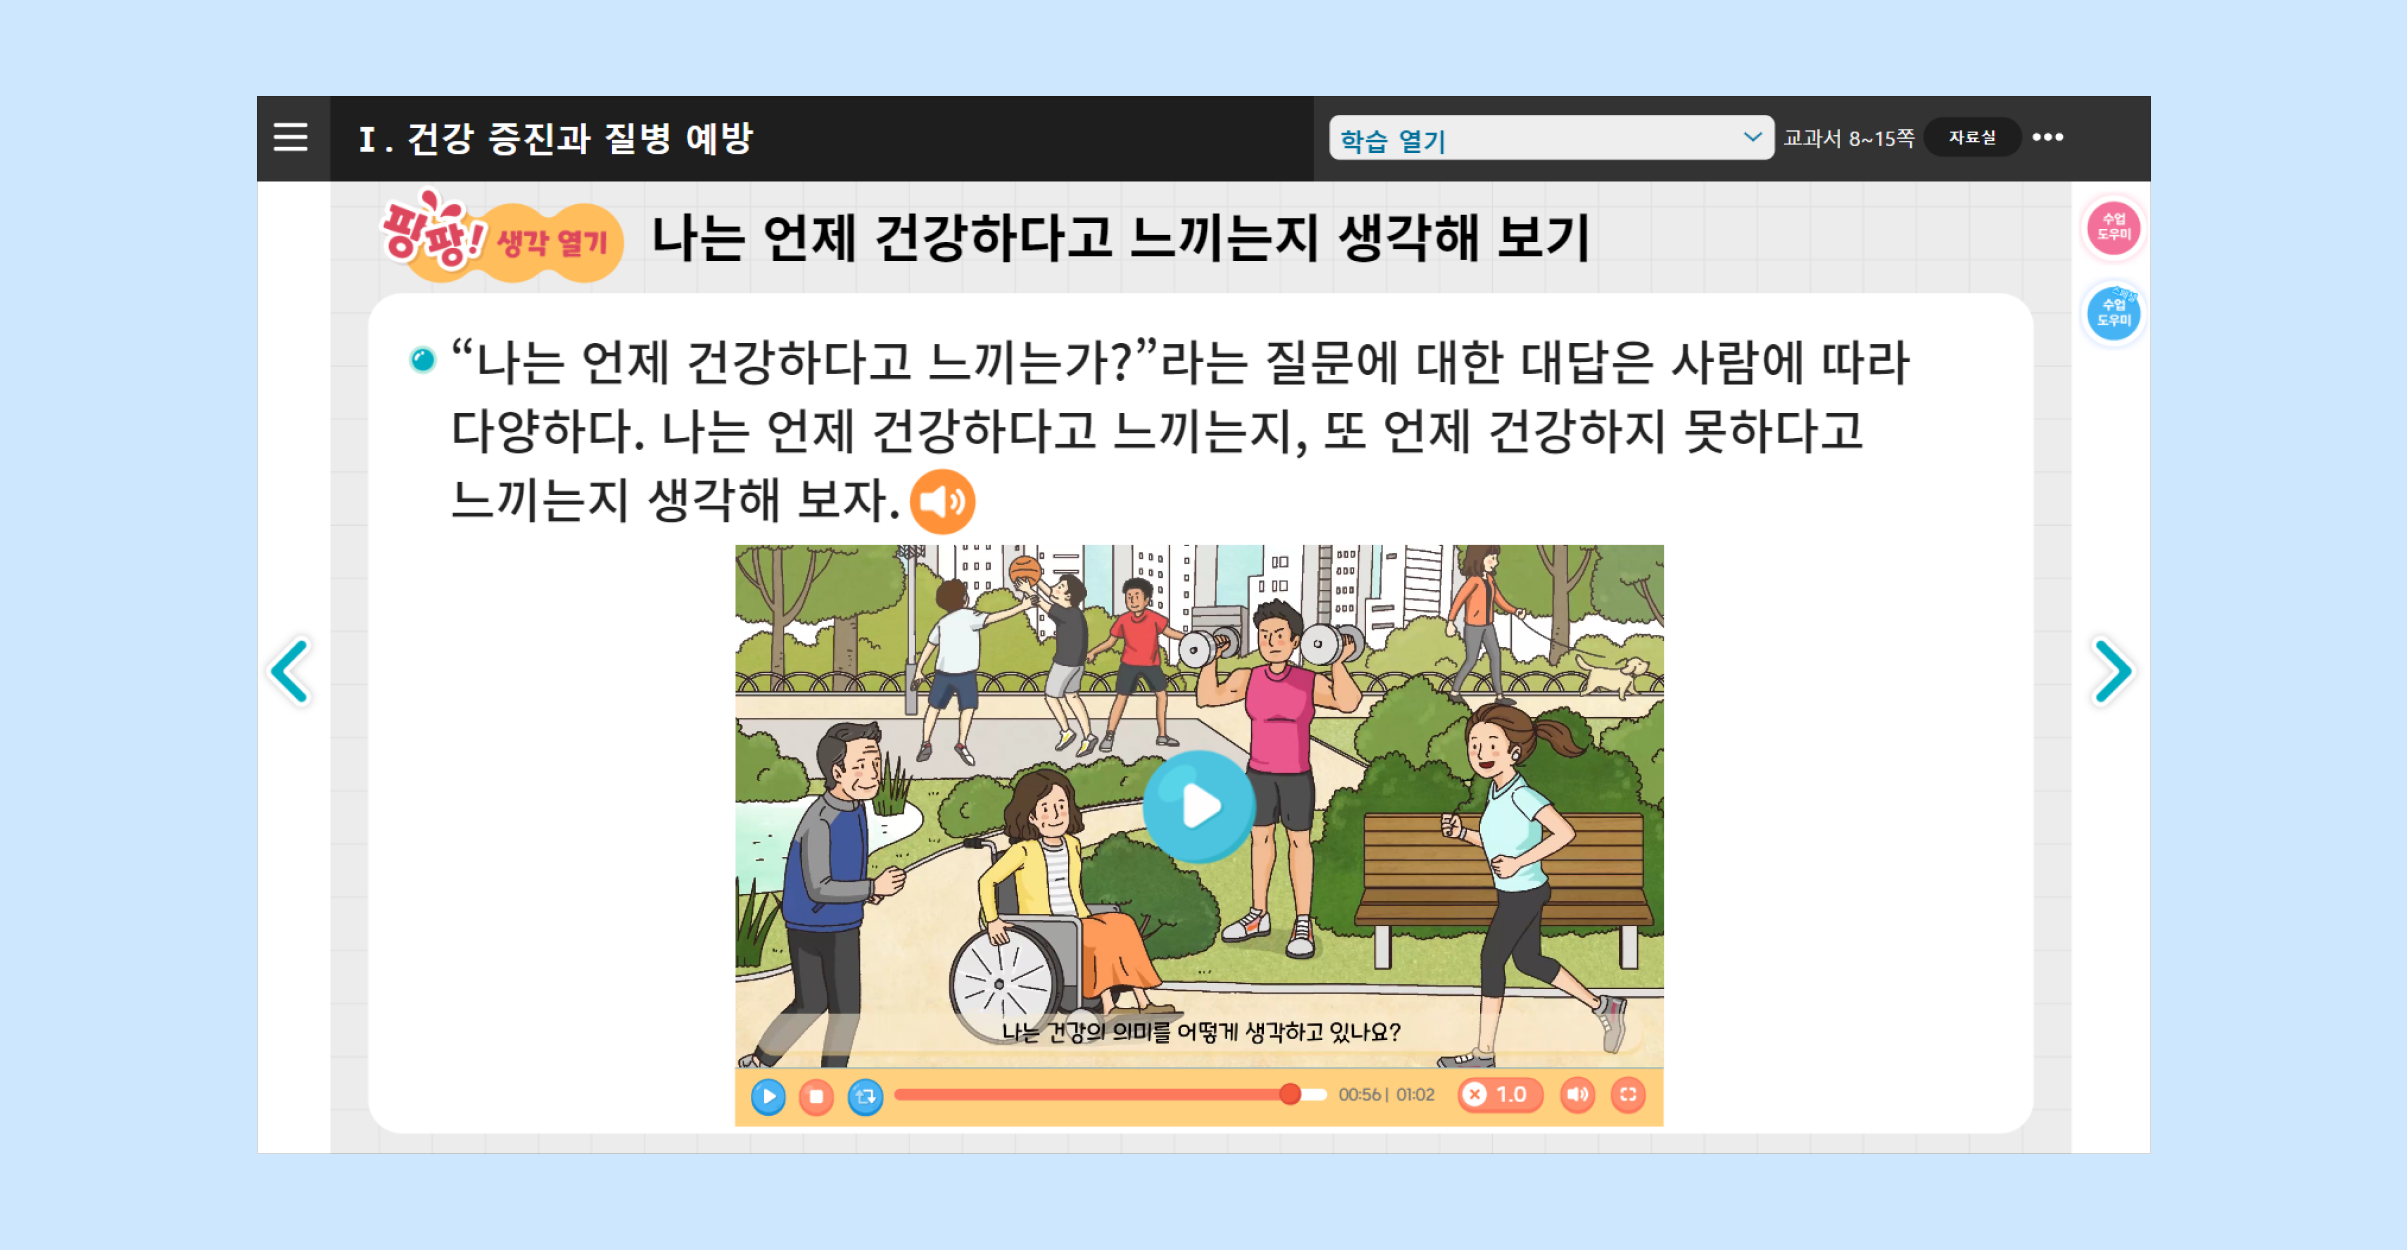 I. 건강 증진과 질병 예방
학습 열기
교과서 8~15쪽
자료실
팡팡! 생각 열기
나는 언제 건강하다고 느끼는지 생각해 보기
수업
도우미
스페셜
수업
도우미
“나는 언제 건강하다고 느끼는가?”라는 질문에 대한 대답은 사람에 따라
다양하다. 나는 언제 건강하다고 느끼는지, 또 언제 건강하지 못하다고
느끼는지 생각해 보자.
나는 건강의 의미를 어떻게 생각하고 있나요?
00:56 | 01:02
1.0